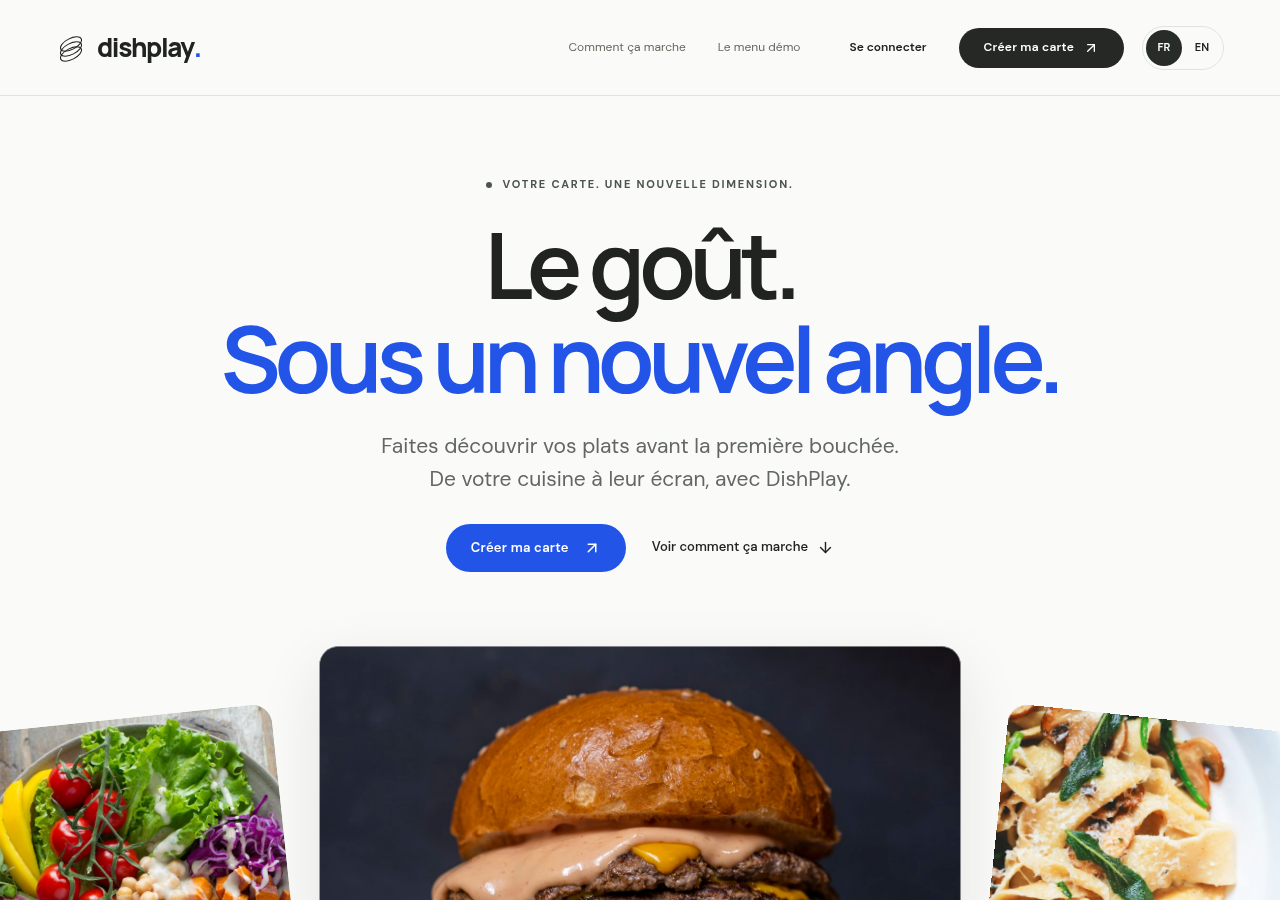 dishplay.
Comment ça marche
Le menu démo
Se connecter
Créer ma carte
FR
EN
VOTRE CARTE. UNE NOUVELLE DIMENSION.
Le goût.
Sous un nouvel angle.
Faites découvrir vos plats avant la première bouchée.
De votre cuisine à leur écran, avec DishPlay.
Créer ma carte
Voir comment ça marche